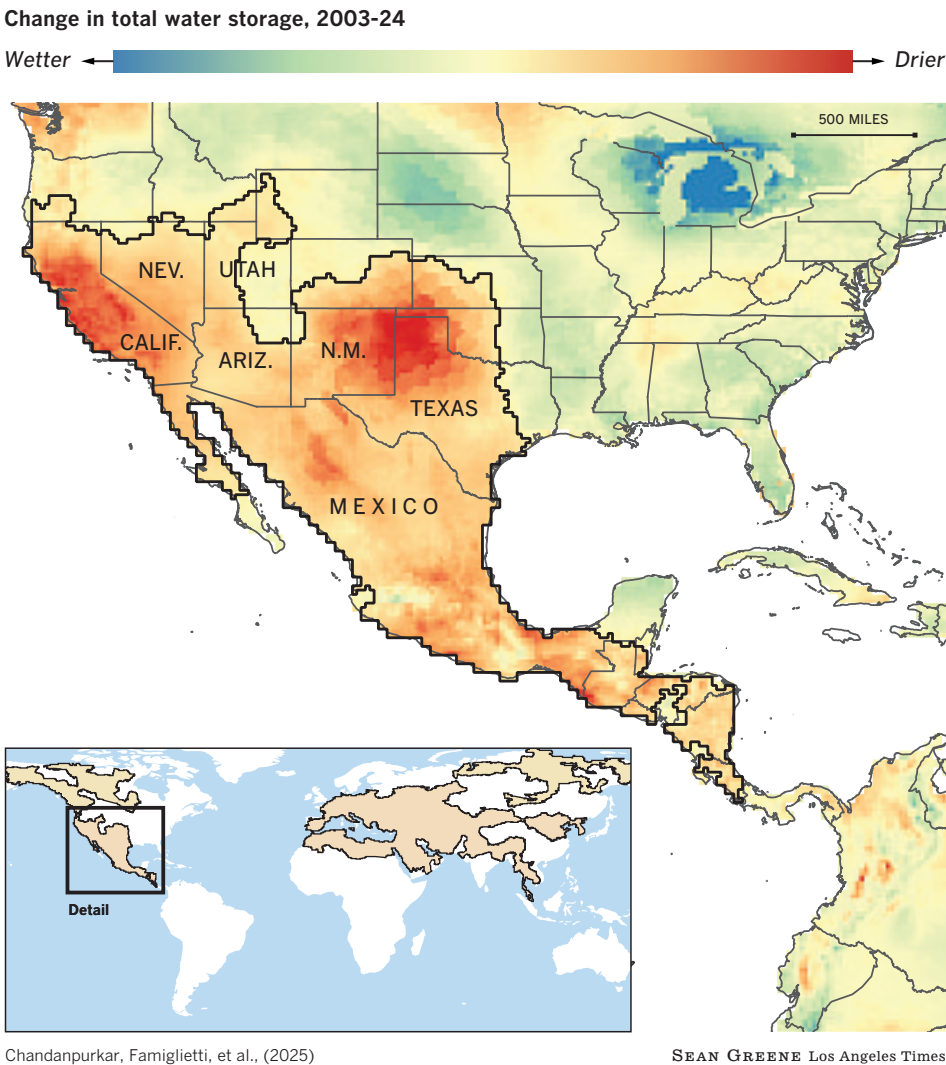 Change in total water storage, 2003-24
Wetter Drier
500 MILES
NEV. UTAH
CALIF. ARIZ. N.M.
TEXAS
MEXICO
Detail
Chandanpurkar, Famiglietti, et al., (2025) SEAN GREENE Los Angeles Times